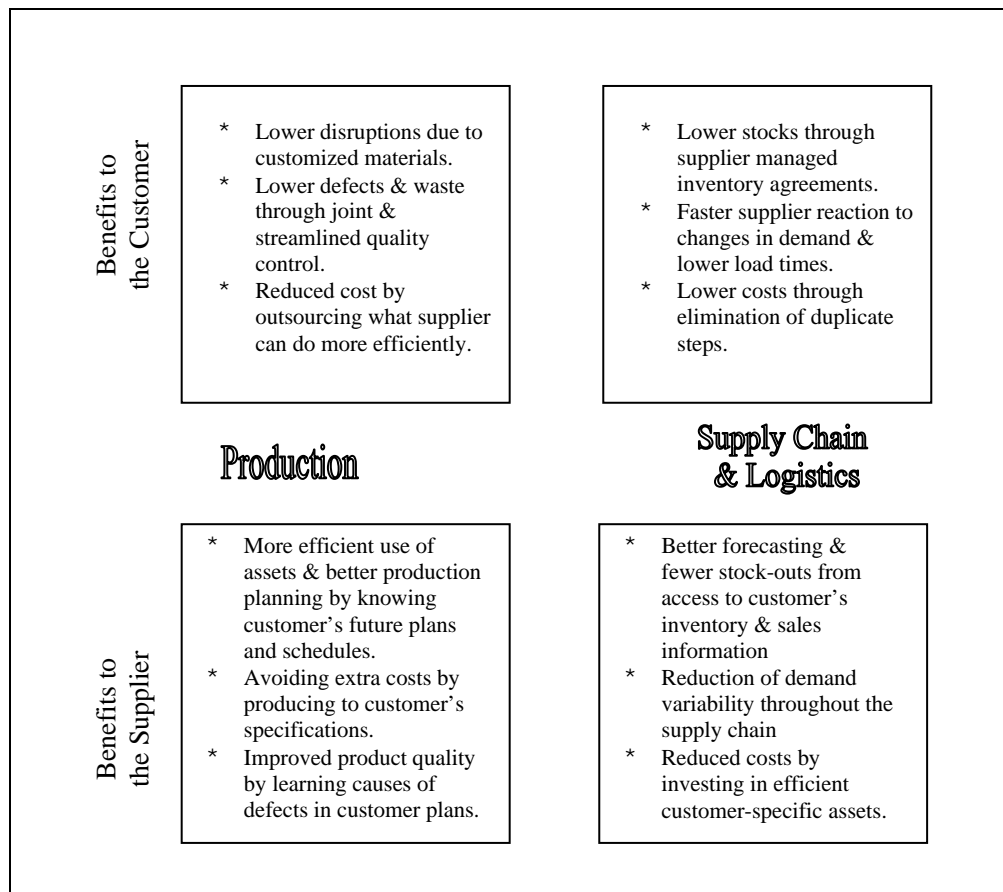 Benefits to
the Customer
* Lower disruptions due to
customized materials.
* Lower defects & waste
through joint &
streamlined quality
control.
* Reduced cost by
outsourcing what supplier
can do more efficiently.
* Lower stocks through
supplier managed
inventory agreements.
* Faster supplier reaction to
changes in demand &
lower load times.
* Lower costs through
elimination of duplicate
steps.
Production
Supply Chain
& Logistics
Benefits to
the Supplier
* More efficient use of
assets & better production
planning by knowing
customer’s future plans
and schedules.
* Avoiding extra costs by
producing to customer’s
specifications.
* Improved product quality
by learning causes of
defects in customer plans.
* Better forecasting &
fewer stock-outs from
access to customer’s
inventory & sales
information
* Reduction of demand
variability throughout the
supply chain
* Reduced costs by
investing in efficient
customer-specific assets.